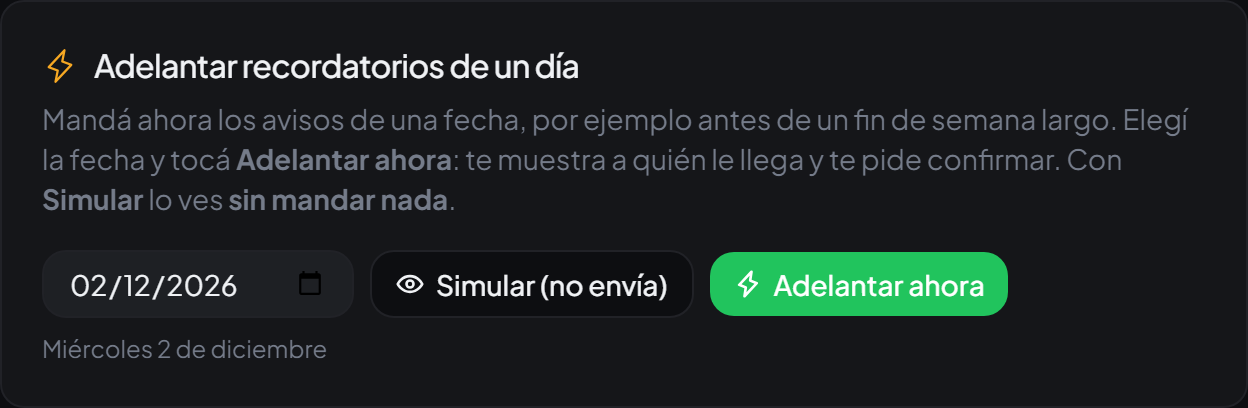 Adelantar recordatorios de un día
Mandá ahora los avisos de una fecha, por ejemplo antes de un fin de semana largo. Elegí
la fecha y tocá Adelantar ahora: te muestra a quién le llega y te pide confirmar. Con
Simular lo ves sin mandar nada.
02/12/2026 Simular (no envía) Adelantar ahora
Miércoles 2 de diciembre